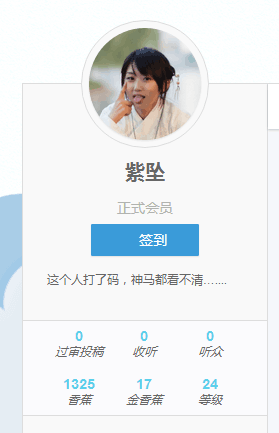 紫坠
正式会员
签到
这个人打了码，神马都看不清…....
0 0 0
过审投稿 收听 听众
1325 17 24
香蕉 金香蕉 等级